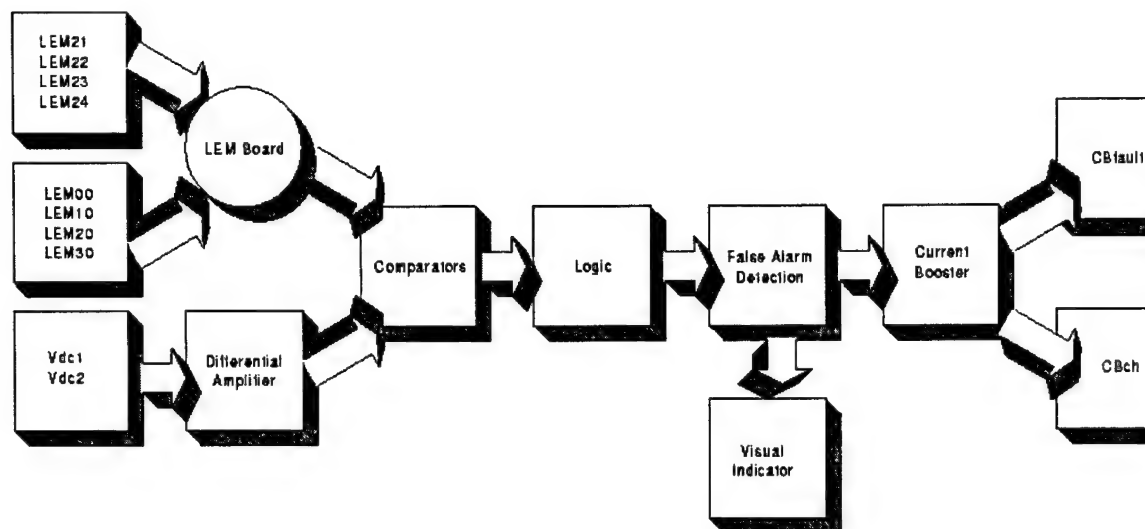 LEM21
LEM22
LEM23
LEM24
LEM Board
LEM00
LEM10
LEM20
LEM30
Comparators
Logic
False Alarm
Detection
Current
Booster
CBfault
CBch
Vdc1
Vdc2
Differential
Amplifier
Visual
Indicator